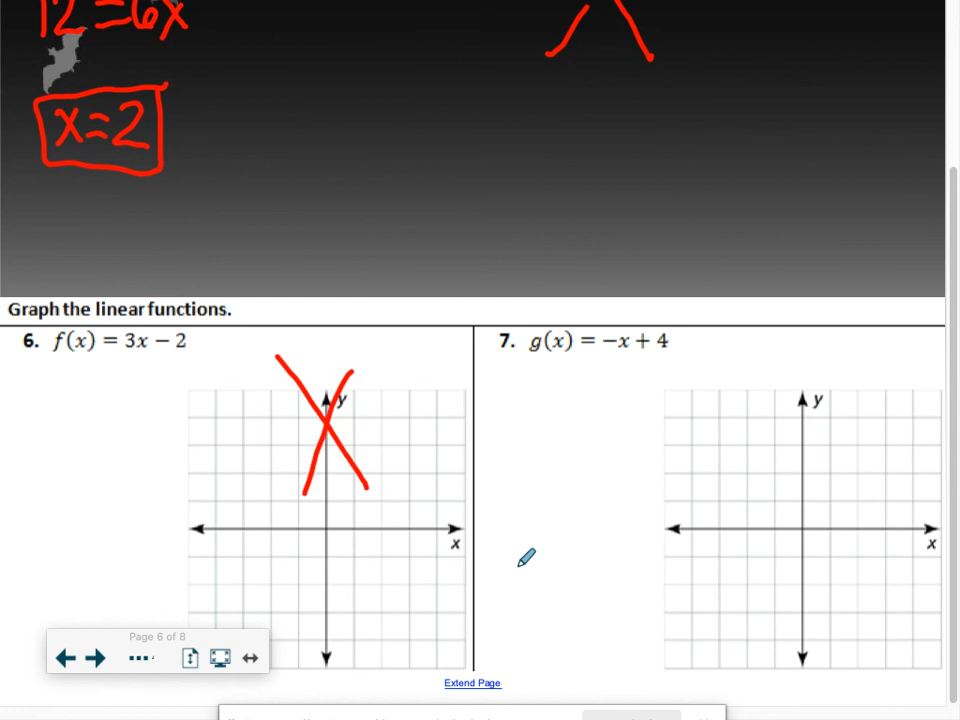 12 = 6x
x = 2
Graph the linear functions.
6. f(x) = 3x − 2
7. g(x) = −x + 4
y
y
x
x
Page 6 of 8
Extend Page